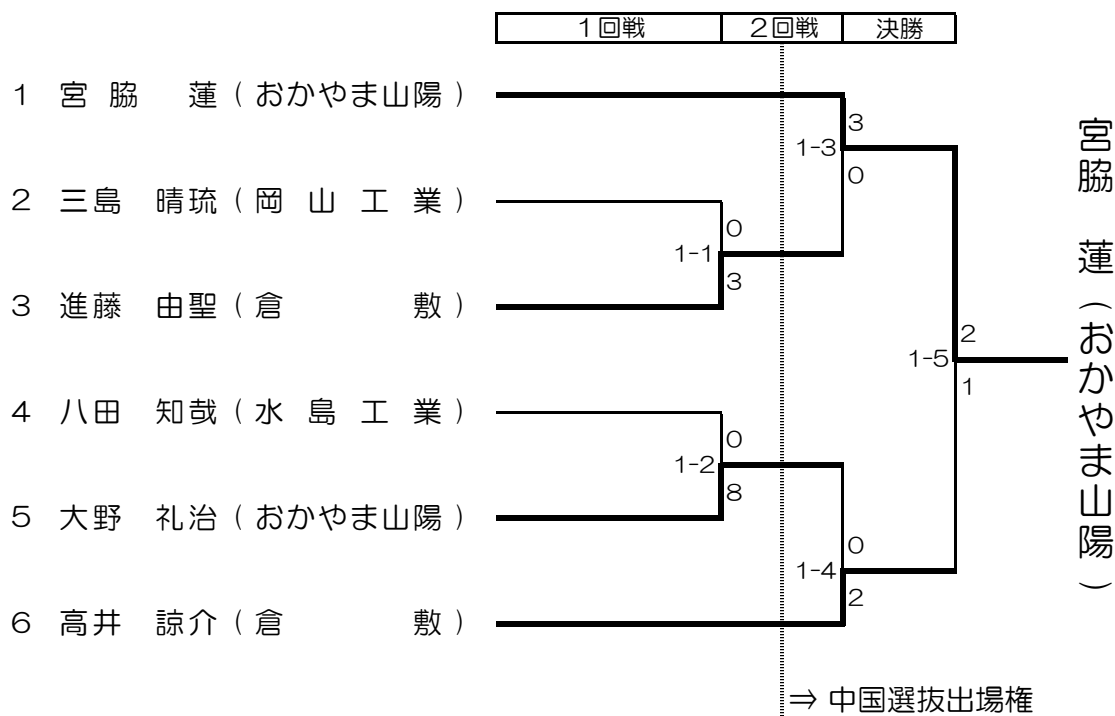 1回戦 2回戦 決勝
1 宮脇 蓮（おかやま山陽）
3
1-3
0
2 三島 晴琉（岡山工業）
0
1-1
3
3 進藤 由聖（倉敷）
2
1-5
1
宮脇 蓮（おかやま山陽）
4 八田 知哉（水島工業）
0
1-2
8
5 大野 礼治（おかやま山陽）
0
1-4
2
6 高井 諒介（倉敷）
⇒ 中国選抜出場権